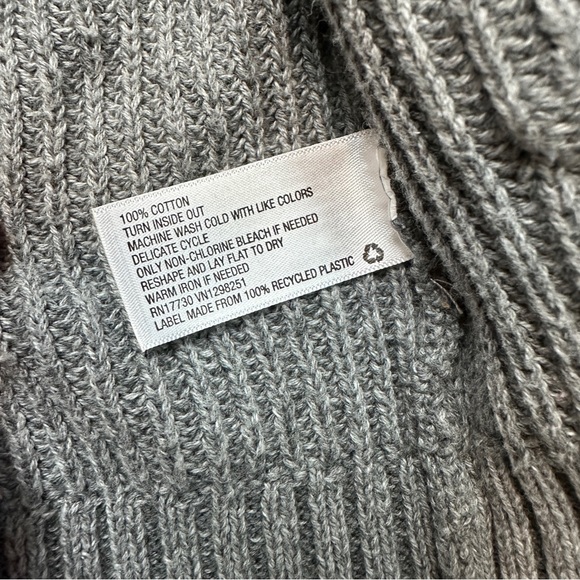 100% COTTON
TURN INSIDE OUT
MACHINE WASH COLD WITH LIKE COLORS
DELICATE CYCLE
ONLY NON-CHLORINE BLEACH IF NEEDED
RESHAPE AND LAY FLAT TO DRY
WARM IRON IF NEEDED
RN17730 VN1298251
LABEL MADE FROM 100% RECYCLED PLASTIC